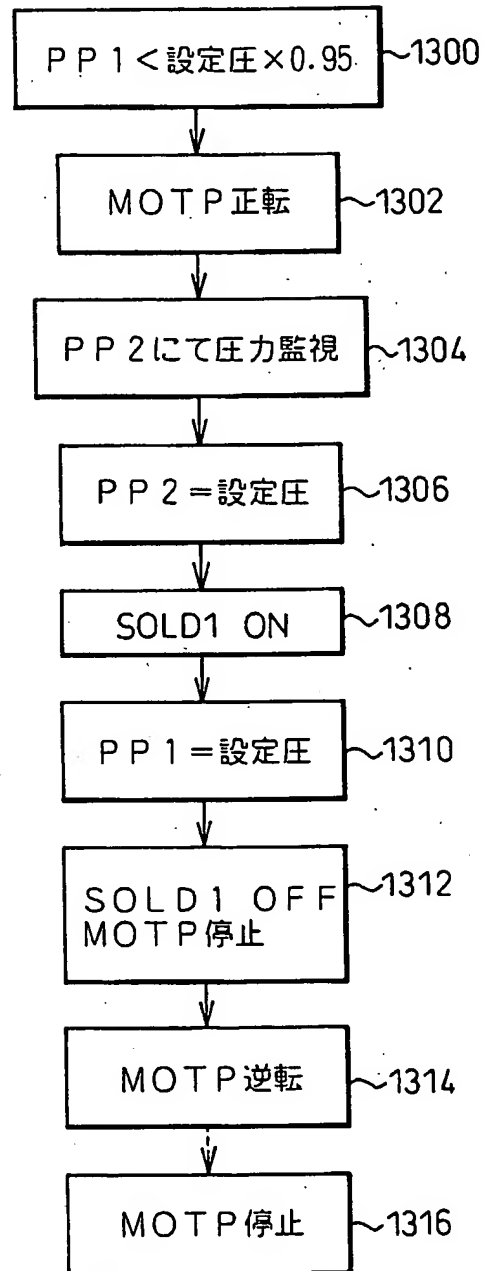 PP1<設定圧×0.95 ~1300
MOTP正転 ~1302
PP2にて圧力監視 ~1304
PP2=設定圧 ~1306
SOLD1 ON ~1308
PP1=設定圧 ~1310
SOLD1 OFF ~1312
MOTP停止
MOTP逆転 ~1314
MOTP停止 ~1316